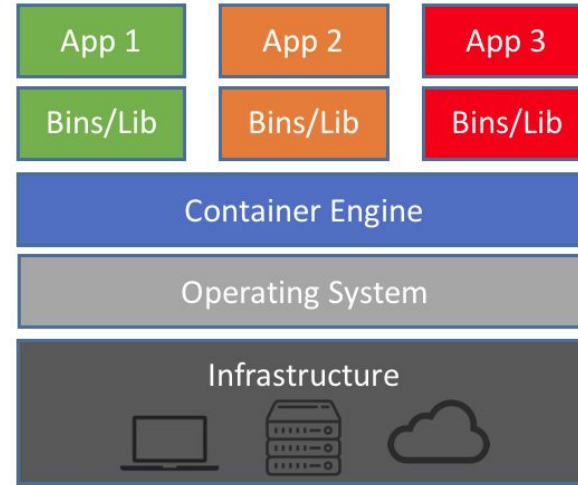 App 1
App 2
App 3
Bins/Lib
Bins/Lib
Bins/Lib
Container Engine
Operating System
Infrastructure